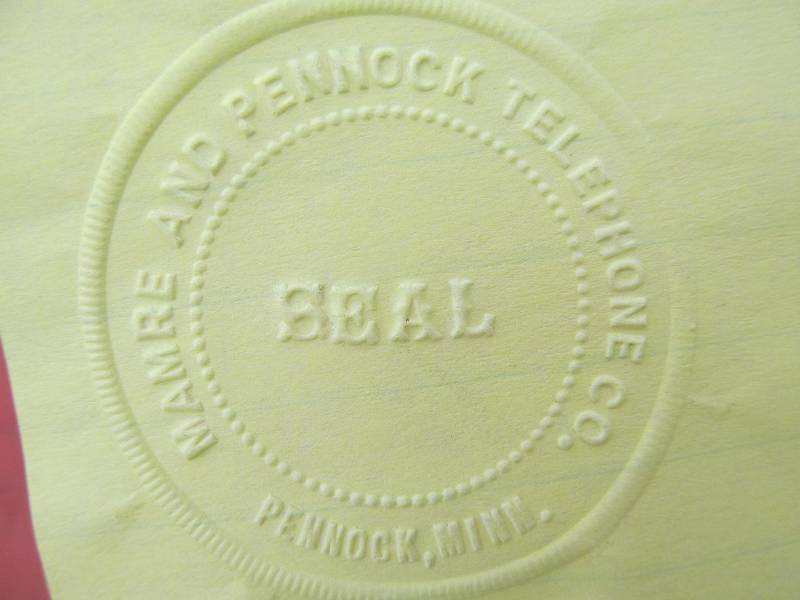 MAMRE AND PENNOCK TELEPHONE CO.
SEAL
PENNOCK, MINN.